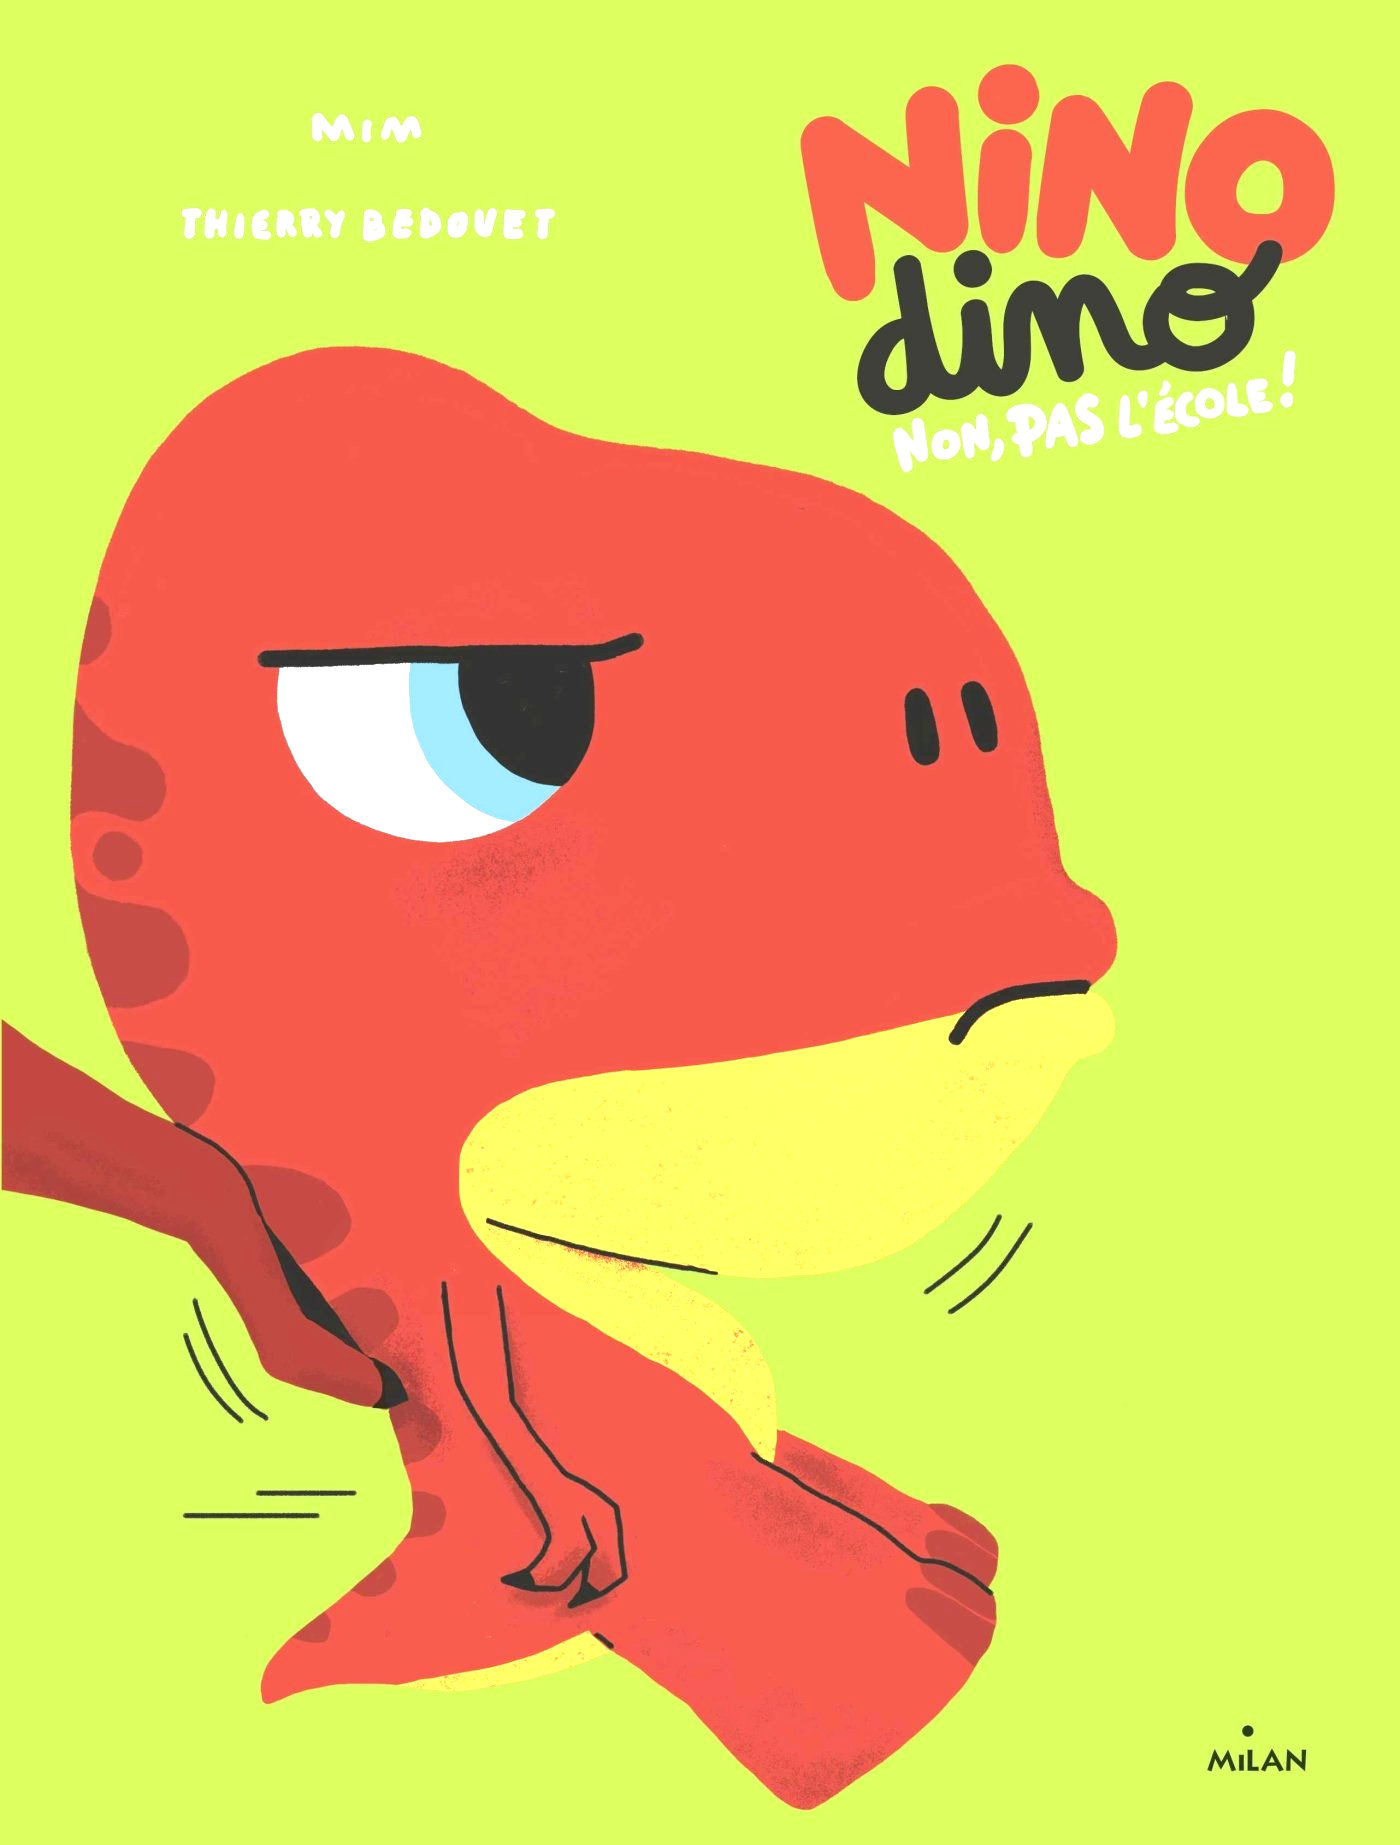 MIM
THIERRY BEDOUET
NiNO
dino
NON, PAS L'ÉCOLE !
MiLAN